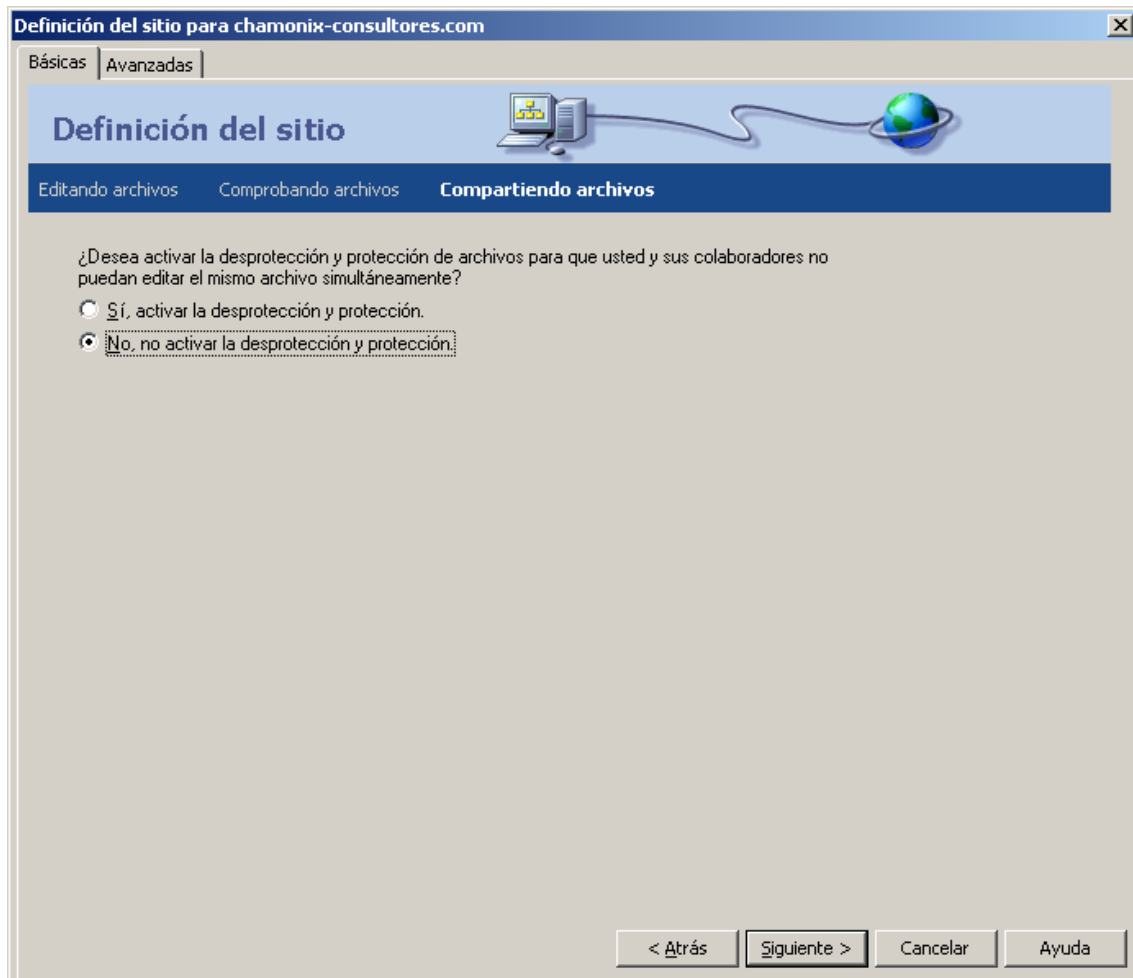 Definición del sitio para chamonix-consultores.com
Básicas Avanzadas
Definición del sitio
Editando archivos Comprobando archivos Compartiendo archivos
¿Desea activar la desprotección y protección de archivos para que usted y sus colaboradores no
puedan editar el mismo archivo simultáneamente?
Sí, activar la desprotección y protección.
No, no activar la desprotección y protección.
< Atrás Siguiente > Cancelar Ayuda